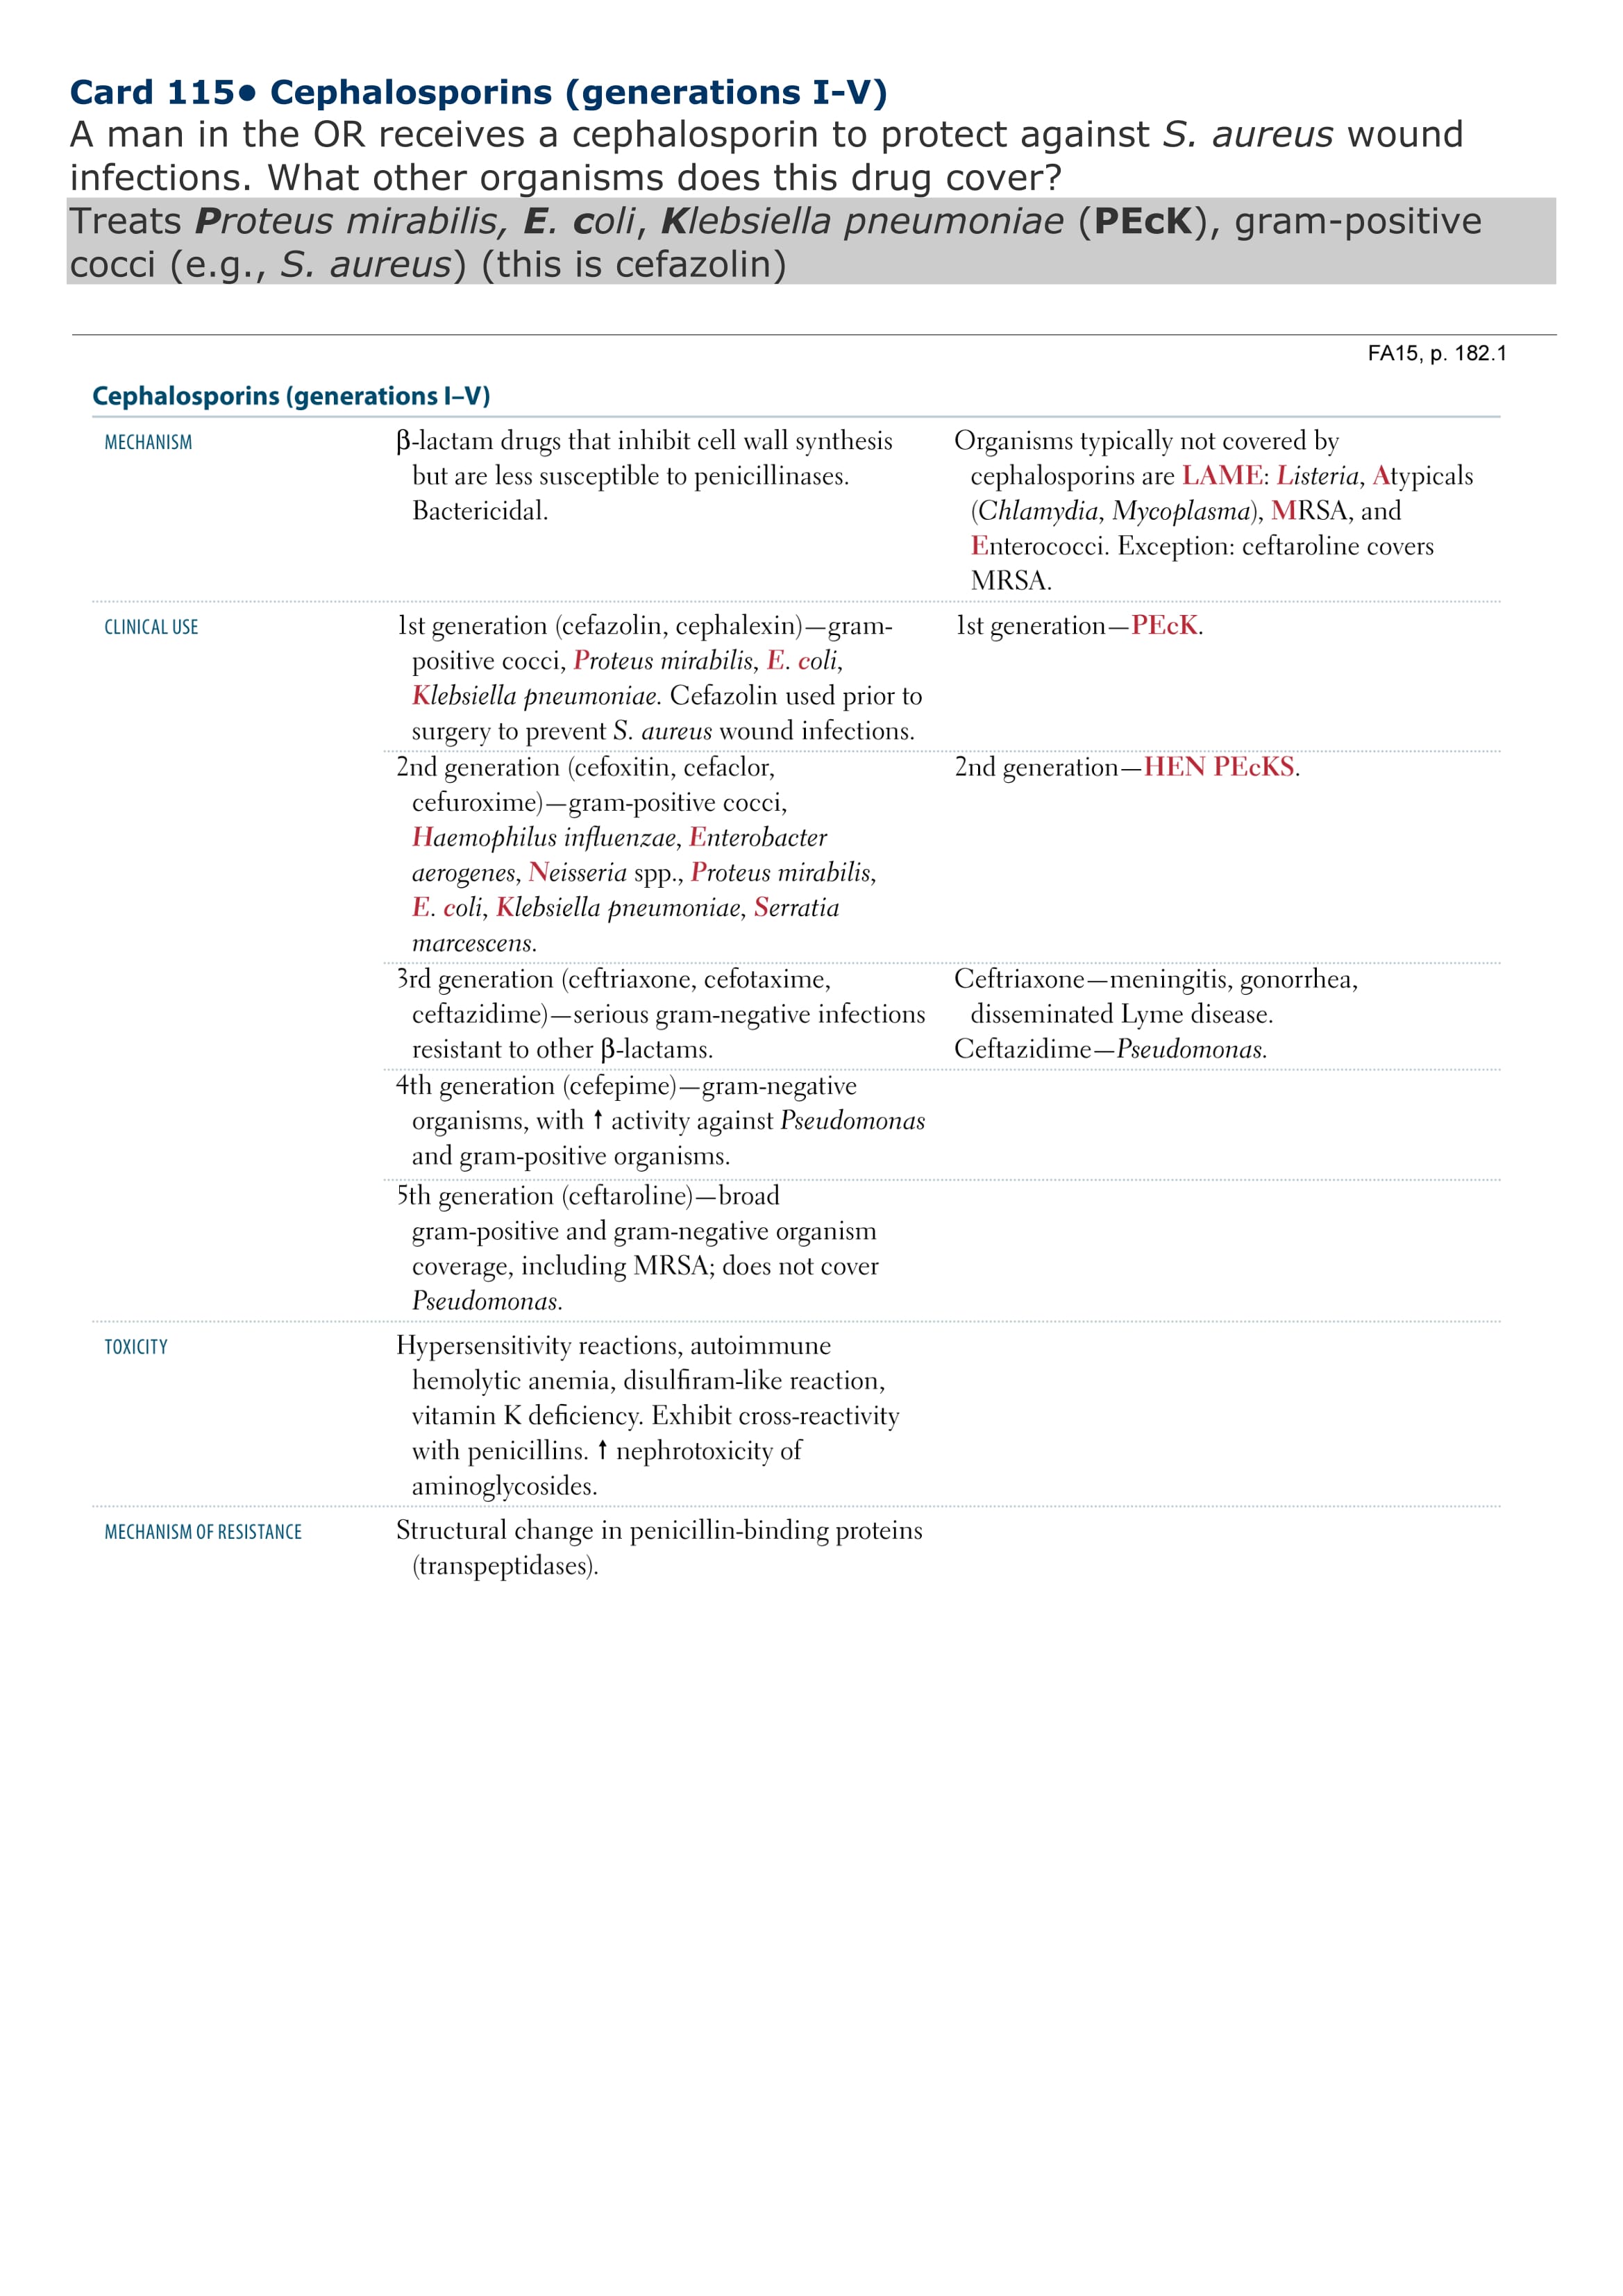 Card 115● Cephalosporins (generations I-V)
A man in the OR receives a cephalosporin to protect against S. aureus wound
infections. What other organisms does this drug cover?
Treats Proteus mirabilis, E. coli, Klebsiella pneumoniae (PEcK), gram-positive
cocci (e.g., S. aureus) (this is cefazolin)
FA15, p. 182.1
Cephalosporins (generations I–V)
MECHANISM
β-lactam drugs that inhibit cell wall synthesis
but are less susceptible to penicillinases.
Bactericidal.
Organisms typically not covered by
cephalosporins are LAME: Listeria, Atypicals
(Chlamydia, Mycoplasma), MRSA, and
Enterococci. Exception: ceftaroline covers
MRSA.
CLINICAL USE
1st generation (cefazolin, cephalexin)—gram-
positive cocci, Proteus mirabilis, E. coli,
Klebsiella pneumoniae. Cefazolin used prior to
surgery to prevent S. aureus wound infections.
1st generation—PEcK.
2nd generation (cefoxitin, cefaclor,
cefuroxime)—gram-positive cocci,
Haemophilus influenzae, Enterobacter
aerogenes, Neisseria spp., Proteus mirabilis,
E. coli, Klebsiella pneumoniae, Serratia
marcescens.
2nd generation—HEN PEcKS.
3rd generation (ceftriaxone, cefotaxime,
ceftazidime)—serious gram-negative infections
resistant to other β-lactams.
Ceftriaxone—meningitis, gonorrhea,
disseminated Lyme disease.
Ceftazidime—Pseudomonas.
4th generation (cefepime)—gram-negative
organisms, with ↑ activity against Pseudomonas
and gram-positive organisms.
5th generation (ceftaroline)—broad
gram-positive and gram-negative organism
coverage, including MRSA; does not cover
Pseudomonas.
TOXICITY
Hypersensitivity reactions, autoimmune
hemolytic anemia, disulfiram-like reaction,
vitamin K deficiency. Exhibit cross-reactivity
with penicillins. ↑ nephrotoxicity of
aminoglycosides.
MECHANISM OF RESISTANCE
Structural change in penicillin-binding proteins
(transpeptidases).